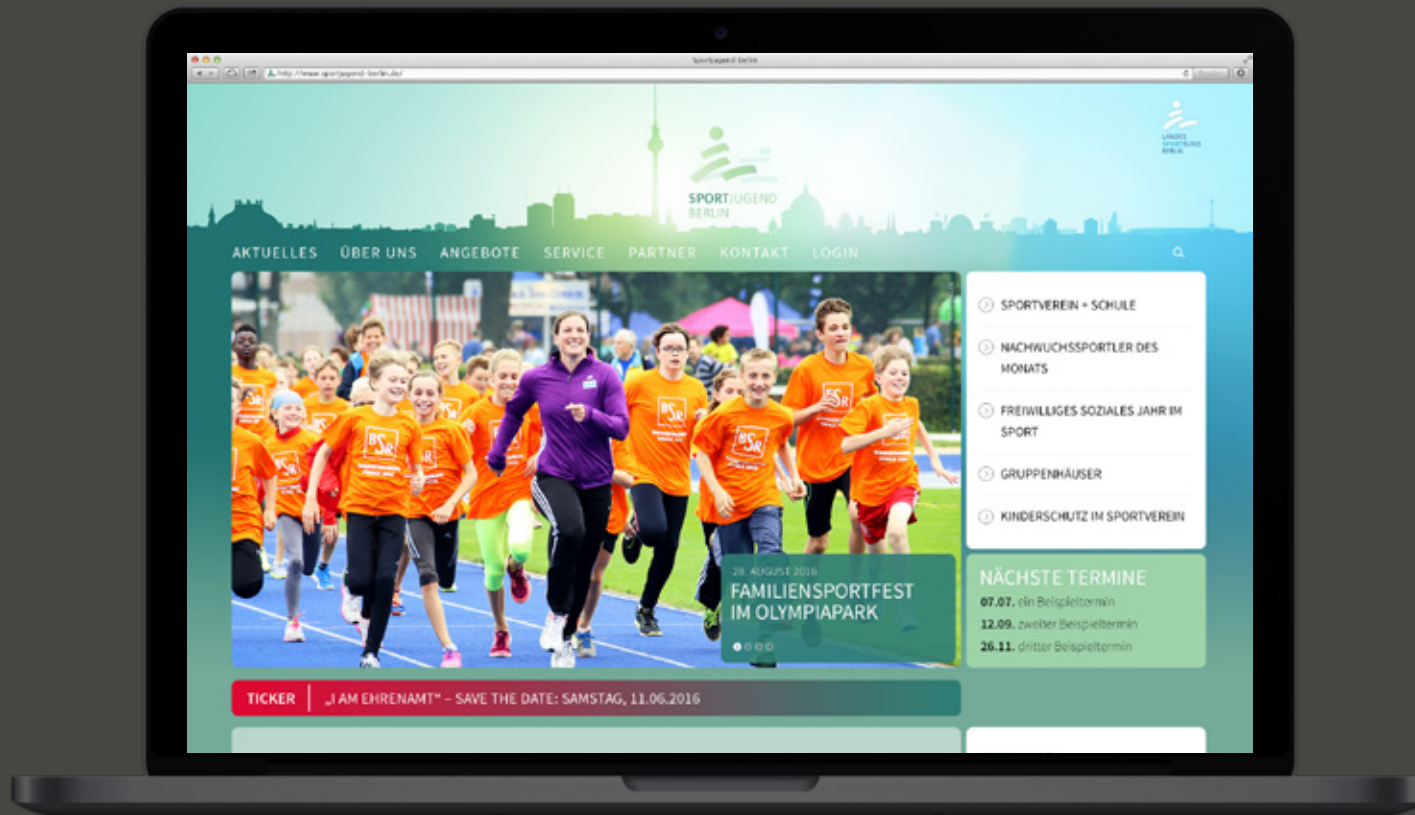 Sportjugend Berlin
http://www.sportjugend-berlin.de/
LANDES
SPORTBUND
BERLIN
SPORTJUGEND
BERLIN
AKTUELLES ÜBER UNS ANGEBOTE SERVICE PARTNER KONTAKT LOGIN
BSR
BSR
BSR
BSR
28. AUGUST 2016
FAMILIENSPORTFEST
IM OLYMPIAPARK
SPORTVEREIN + SCHULE
NACHWUCHSSPORTLER DES
MONATS
FREIWILLIGES SOZIALES JAHR IM
SPORT
GRUPPENHÄUSER
KINDERSCHUTZ IM SPORTVEREIN
NÄCHSTE TERMINE
07.07. ein Beispieltermin
12.09. zweiter Beispieltermin
26.11. dritter Beispieltermin
TICKER „I AM EHRENAMT“ – SAVE THE DATE: SAMSTAG, 11.06.2016